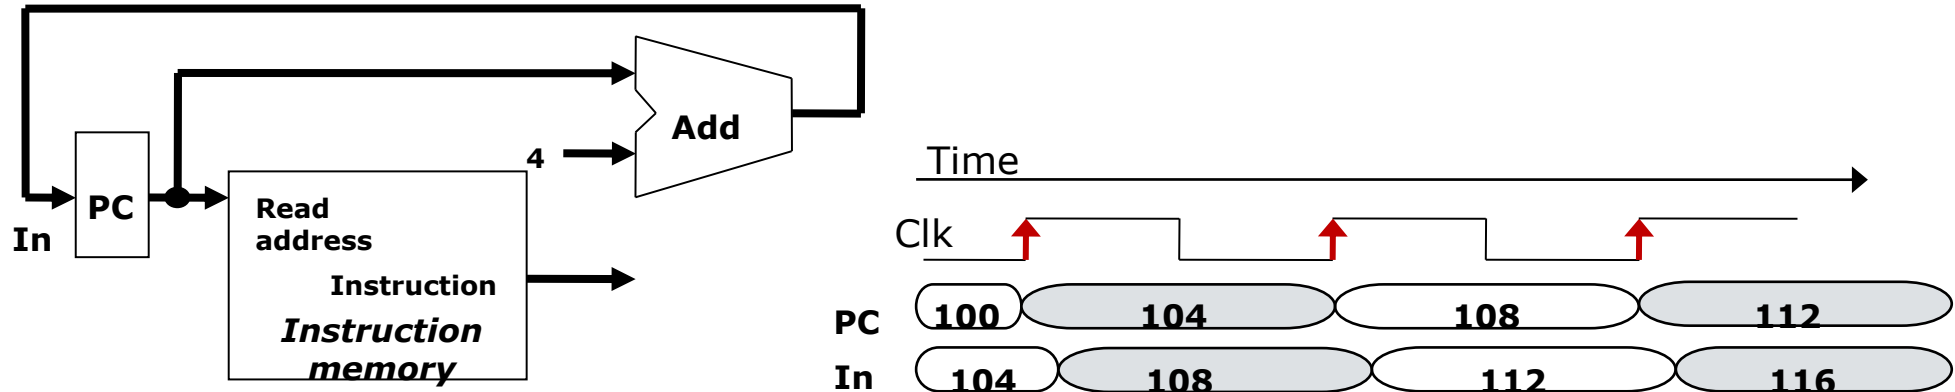 Add
4
PC
In
Read
address
Instruction
Instruction
memory
Time
Clk
PC 100 104 108 112
In 104 108 112 116